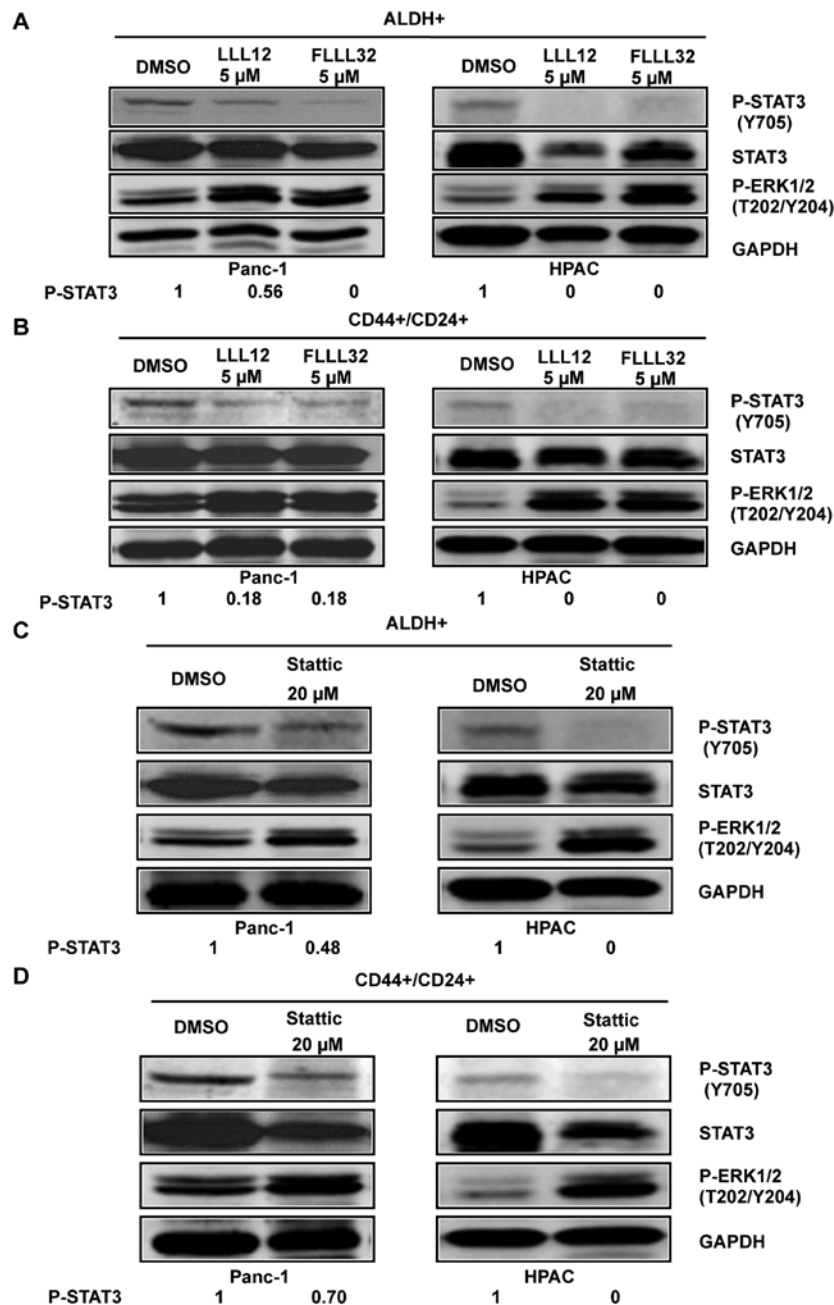 A
ALDH+
DMSO LLL12 FLLL32 DMSO LLL12 FLLL32
5 µM 5 µM 5 µM 5 µM
P-STAT3
(Y705)
STAT3
P-ERK1/2
(T202/Y204)
GAPDH
Panc-1 HPAC
P-STAT3 1 0.56 0 1 0 0
B
CD44+/CD24+
DMSO LLL12 FLLL32 DMSO LLL12 FLLL32
5 µM 5 µM 5 µM 5 µM
P-STAT3
(Y705)
STAT3
P-ERK1/2
(T202/Y204)
GAPDH
Panc-1 HPAC
P-STAT3 1 0.18 0.18 1 0 0
C
ALDH+
DMSO Stattic DMSO Stattic
20 µM 20 µM
P-STAT3
(Y705)
STAT3
P-ERK1/2
(T202/Y204)
GAPDH
Panc-1 HPAC
P-STAT3 1 0.48 1 0
D
CD44+/CD24+
DMSO Stattic DMSO Stattic
20 µM 20 µM
P-STAT3
(Y705)
STAT3
P-ERK1/2
(T202/Y204)
GAPDH
Panc-1 HPAC
P-STAT3 1 0.70 1 0